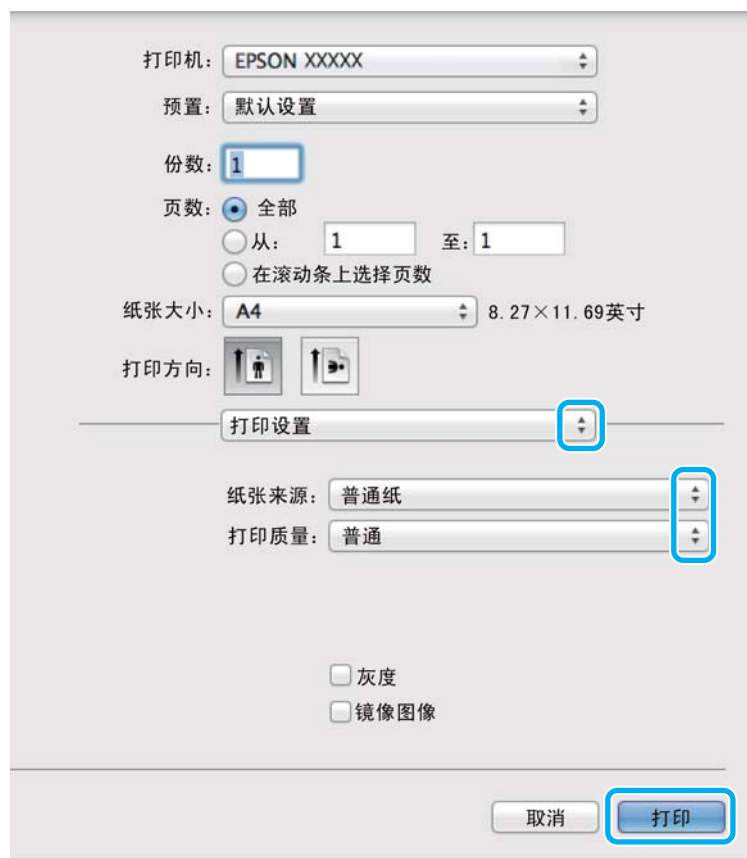 打印机: EPSON XXXXX
预置: 默认设置
份数: 1
页数: 全部
从: 1 至: 1
在滚动条上选择页数
纸张大小: A4 8.27×11.69英寸
打印方向:
打印设置
纸张来源: 普通纸
打印质量: 普通
灰度
镜像图像
取消 打印